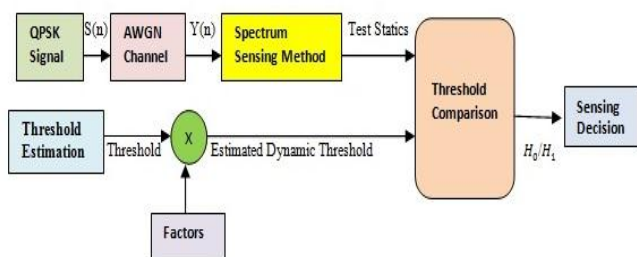 QPSK
Signal
S(n)
AWGN
Channel
Y(n)
Spectrum
Sensing Method
Test Statics
Threshold
Comparison
Sensing
Decision
H₀/H₁
Threshold
Estimation
Threshold
X
Estimated Dynamic Threshold
Factors